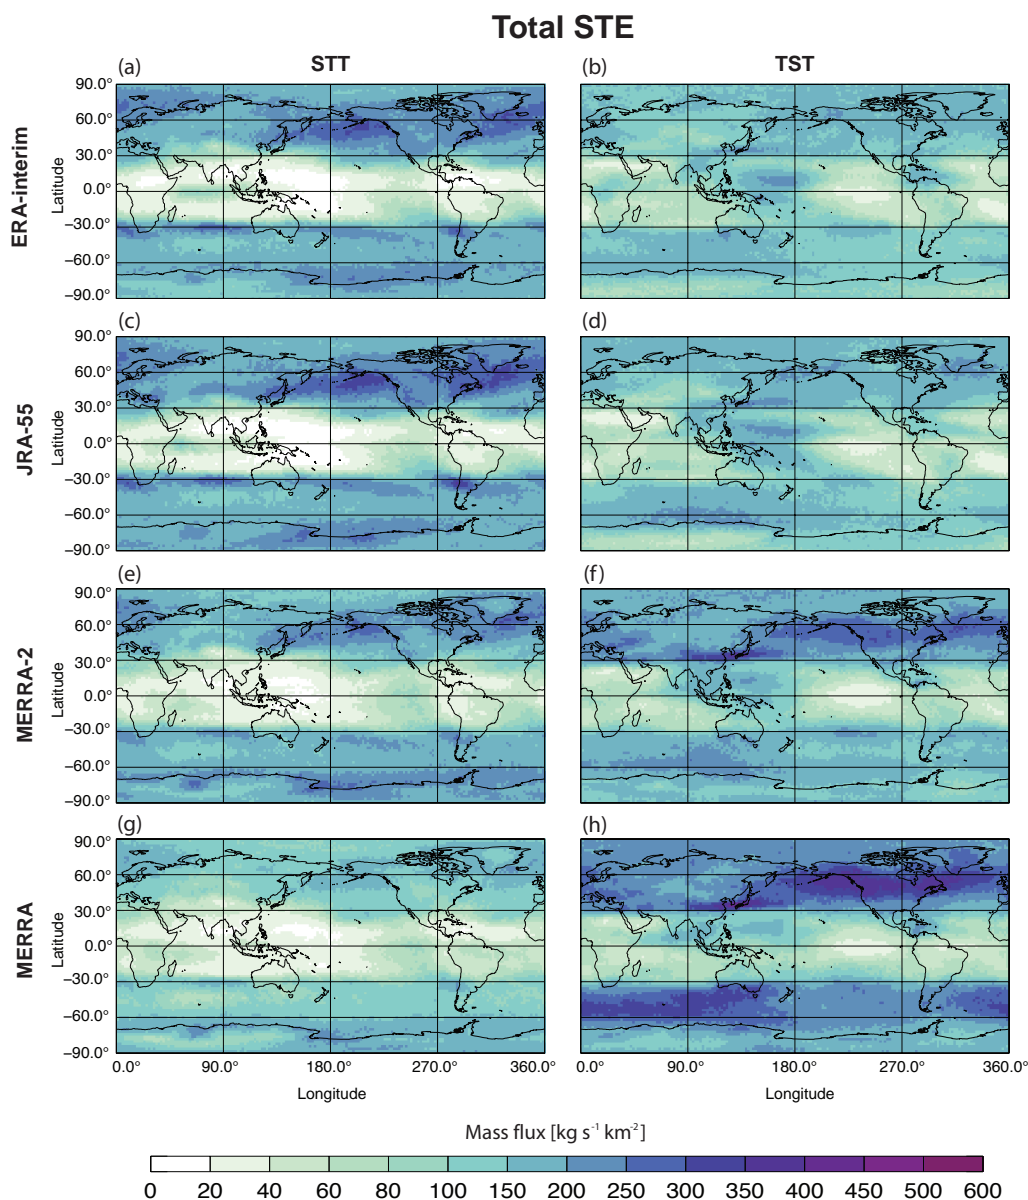 Total STE
STT
TST
(a)
(b)
90.0°
60.0°
30.0°
0.0°
−30.0°
−60.0°
−90.0°
Latitude
ERA-interim
(c)
(d)
90.0°
60.0°
30.0°
0.0°
−30.0°
−60.0°
−90.0°
Latitude
JRA-55
(e)
(f)
90.0°
60.0°
30.0°
0.0°
−30.0°
−60.0°
−90.0°
Latitude
MERRA-2
(g)
(h)
90.0°
60.0°
30.0°
0.0°
−30.0°
−60.0°
−90.0°
Latitude
MERRA
0.0° 90.0° 180.0° 270.0° 360.0°
0.0° 90.0° 180.0° 270.0° 360.0°
Longitude
Longitude
Mass flux [kg s⁻¹ km⁻²]
0 20 40 60 80 100 150 200 250 300 350 400 450 500 600